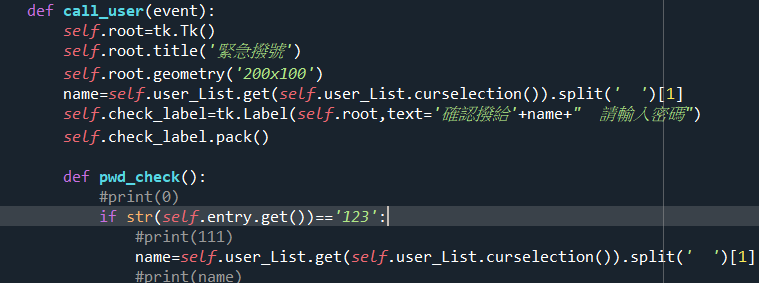 def call_user(event):
self.root=tk.Tk()
self.root.title('緊急撥號')
self.root.geometry('200x100')
name=self.user_List.get(self.user_List.curselection()).split('  ')[1]
self.check_label=tk.Label(self.root,text='確認撥給'+name+"  請輸入密碼")
self.check_label.pack()
def pwd_check():
#print(0)
if str(self.entry.get())=='123':
#print(111)
name=self.user_List.get(self.user_List.curselection()).split('  ')[1]
#print(name)